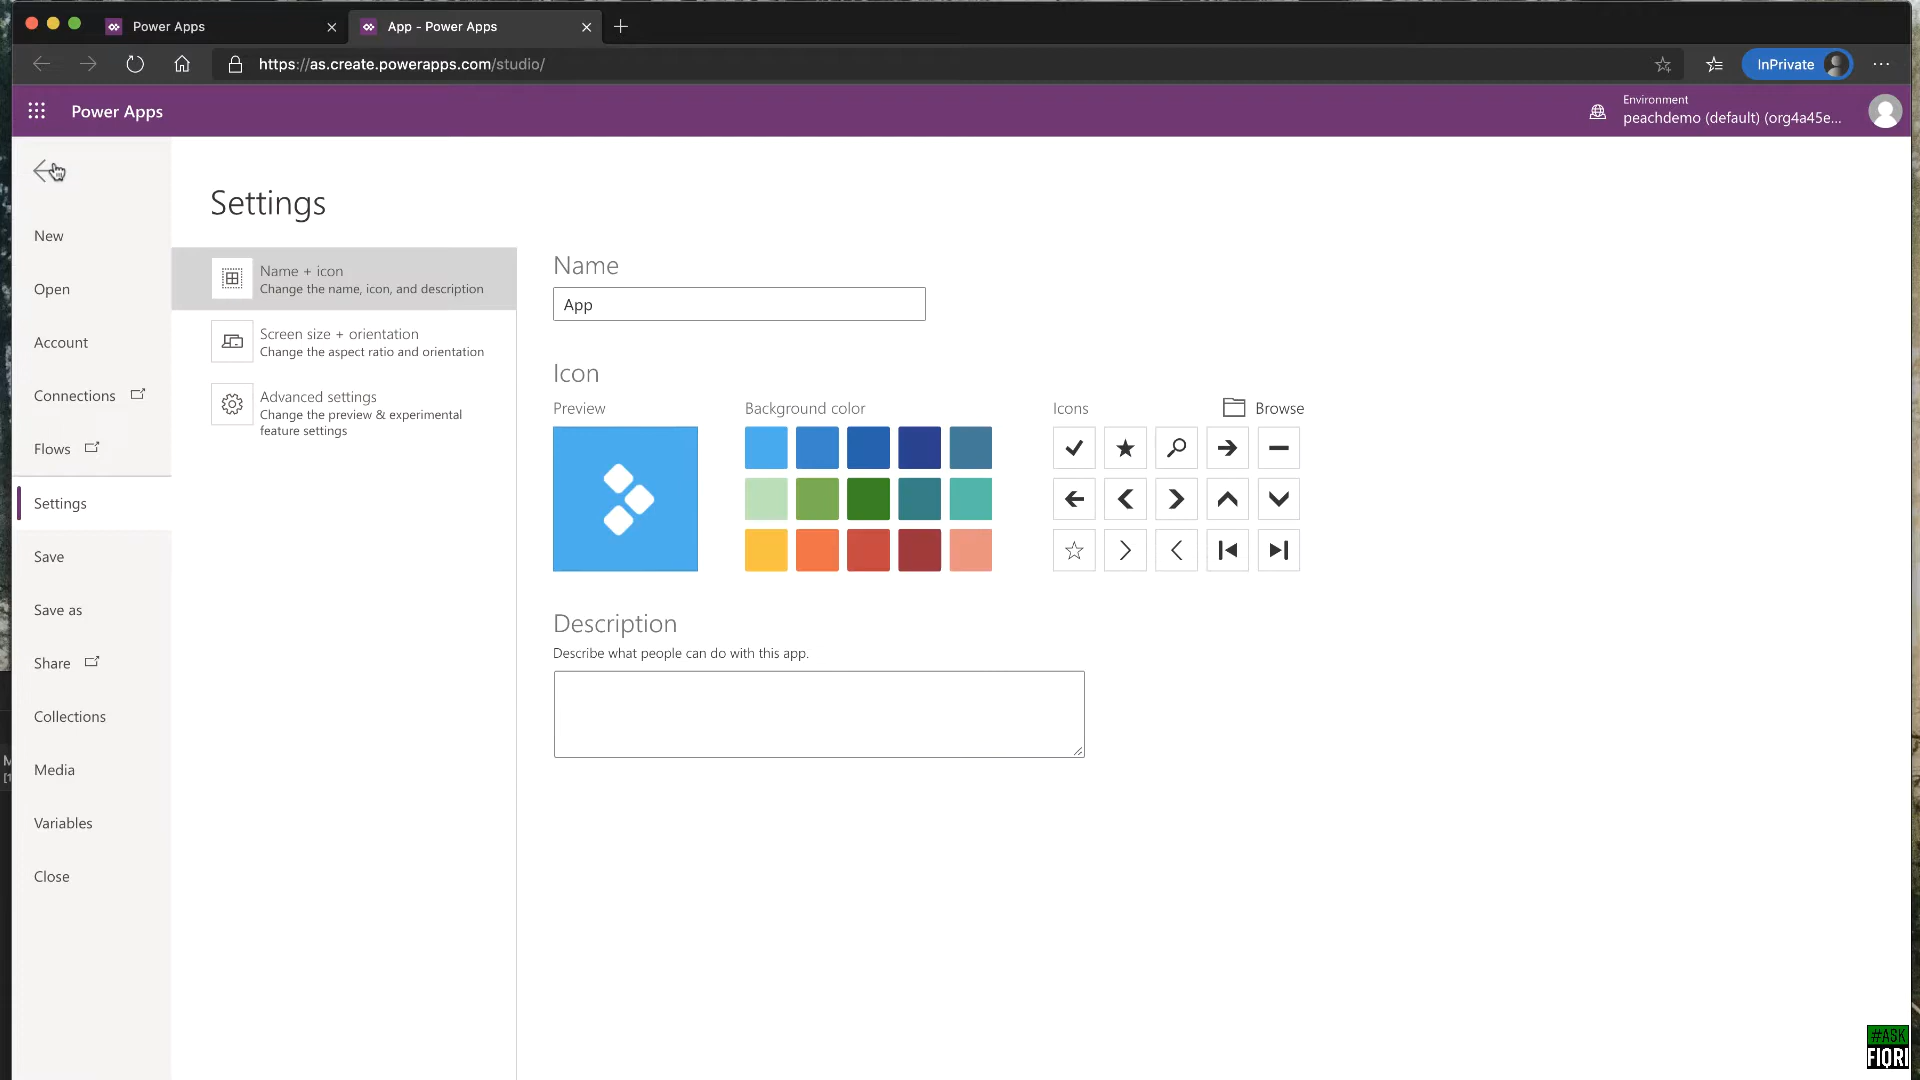 Power Apps
App - Power Apps
https://as.create.powerapps.com/studio/
InPrivate
Power Apps
Environment
peachdemo (default) (org4a45e...
New
Open
Account
Connections
Flows
Settings
Save
Save as
Share
Collections
Media
Variables
Close
Settings
Name + icon
Change the name, icon, and description
Screen size + orientation
Change the aspect ratio and orientation
Advanced settings
Change the preview & experimental
feature settings
Name
App
Icon
Preview
Background color
Icons
Browse
Description
Describe what people can do with this app.
#ASK
FIQRI